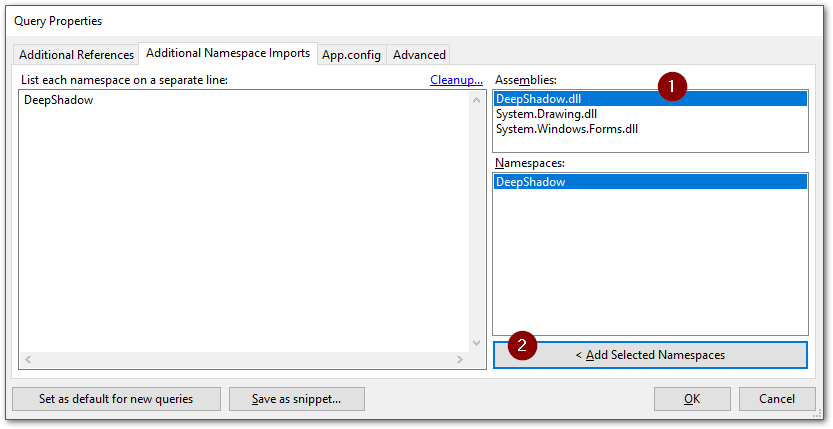 Query Properties
Additional References
Additional Namespace Imports
App.config
Advanced
List each namespace on a separate line:
Cleanup...
DeepShadow
Assemblies:
1
DeepShadow.dll
System.Drawing.dll
System.Windows.Forms.dll
Namespaces:
DeepShadow
2
< Add Selected Namespaces
Set as default for new queries
Save as snippet...
OK
Cancel